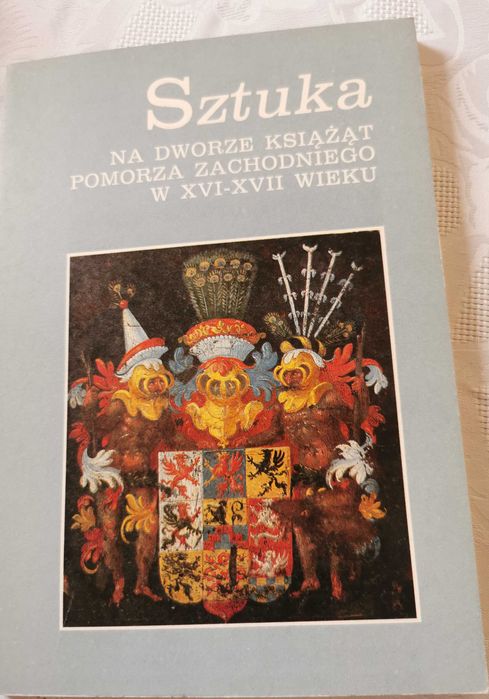 Sztuka
NA DWORZE KSIĄŻĄT
POMORZA ZACHODNIEGO
W XVI-XVII WIEKU